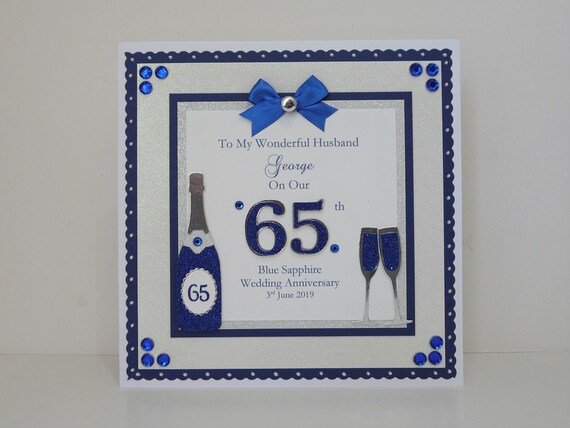 To My Wonderful Husband
George
On Our
65th
Blue Sapphire
Wedding Anniversary
3rd June 2019
65